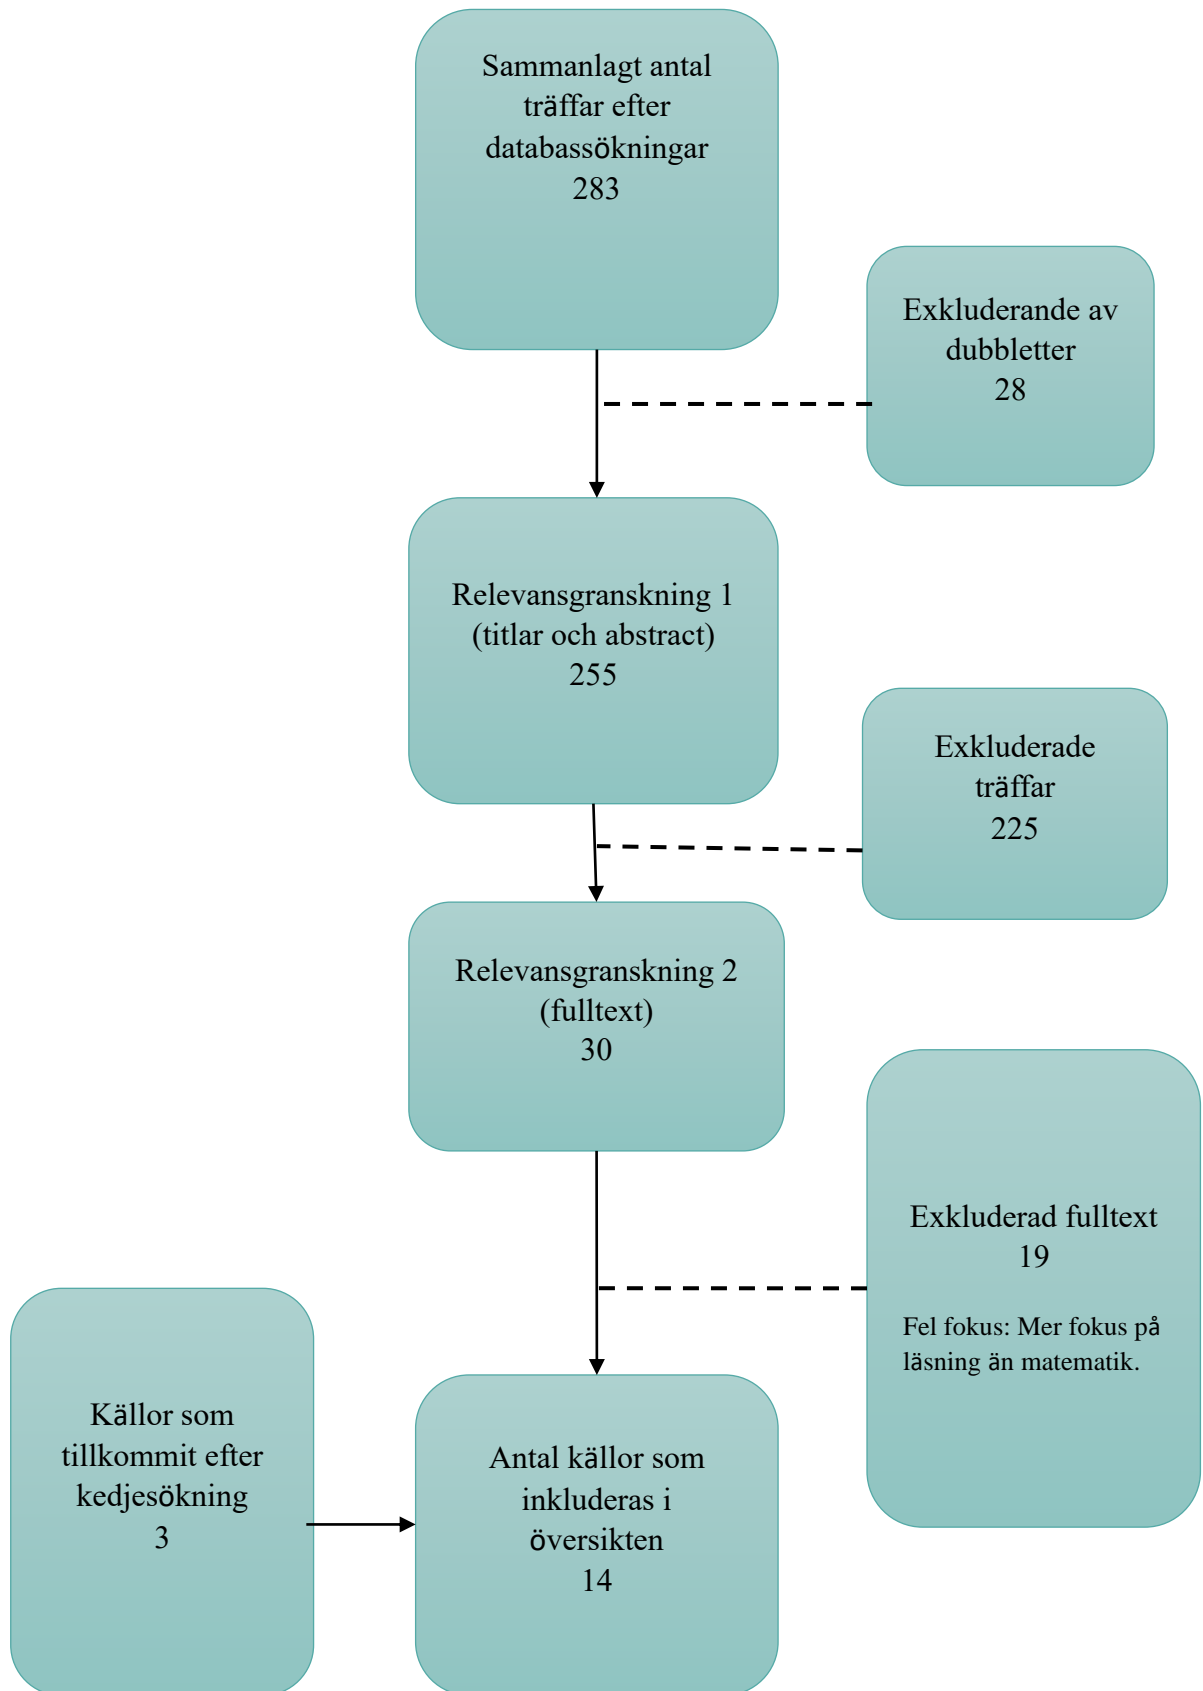 Sammanlagt antal
träffar efter
databassökningar
283
Exkluderande av
dubbletter
28
Relevansgranskning 1
(titlar och abstract)
255
Exkluderade
träffar
225
Relevansgranskning 2
(fulltext)
30
Exkluderad fulltext
19
Fel fokus: Mer fokus på
läsning än matematik.
Källor som
tillkommit efter
kedjesökning
3
Antal källor som
inkluderas i
översikten
14